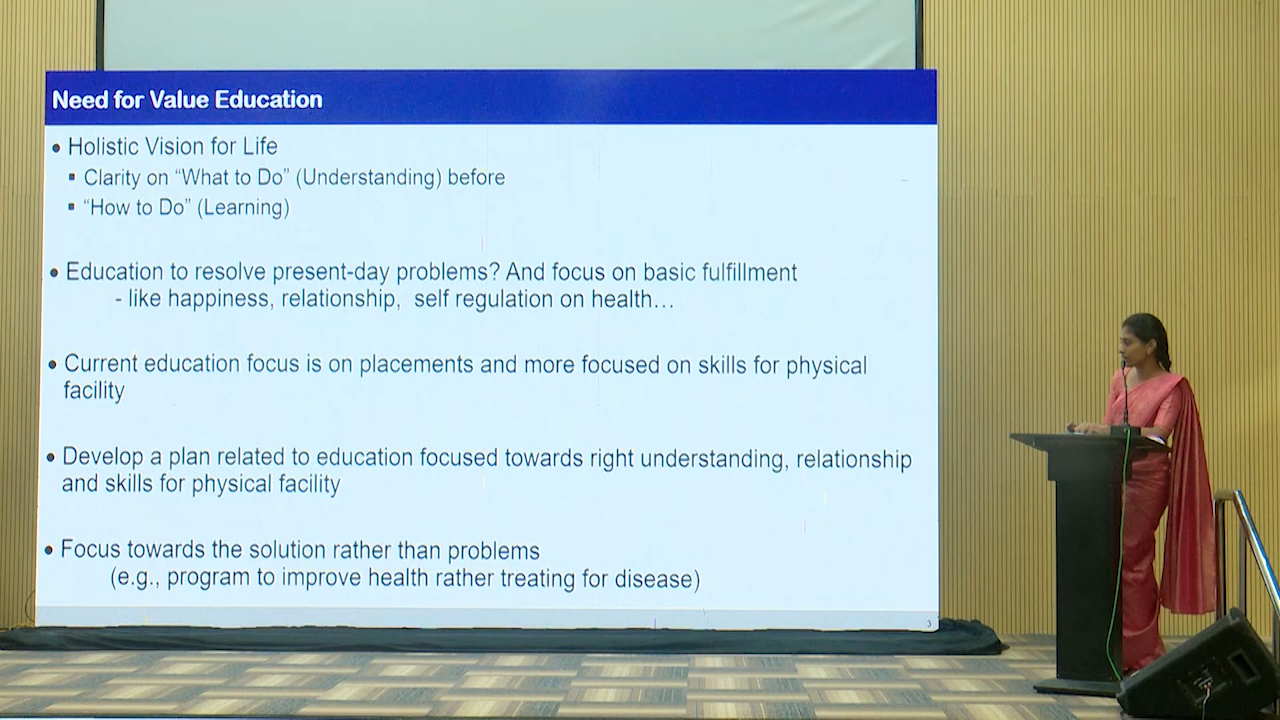 Need for Value Education
• Holistic Vision for Life
▪ Clarity on “What to Do” (Understanding) before
▪ “How to Do” (Learning)
• Education to resolve present-day problems? And focus on basic fulfillment
- like happiness, relationship, self regulation on health…
• Current education focus is on placements and more focused on skills for physical
facility
• Develop a plan related to education focused towards right understanding, relationship
and skills for physical facility
• Focus towards the solution rather than problems
(e.g., program to improve health rather treating for disease)
3